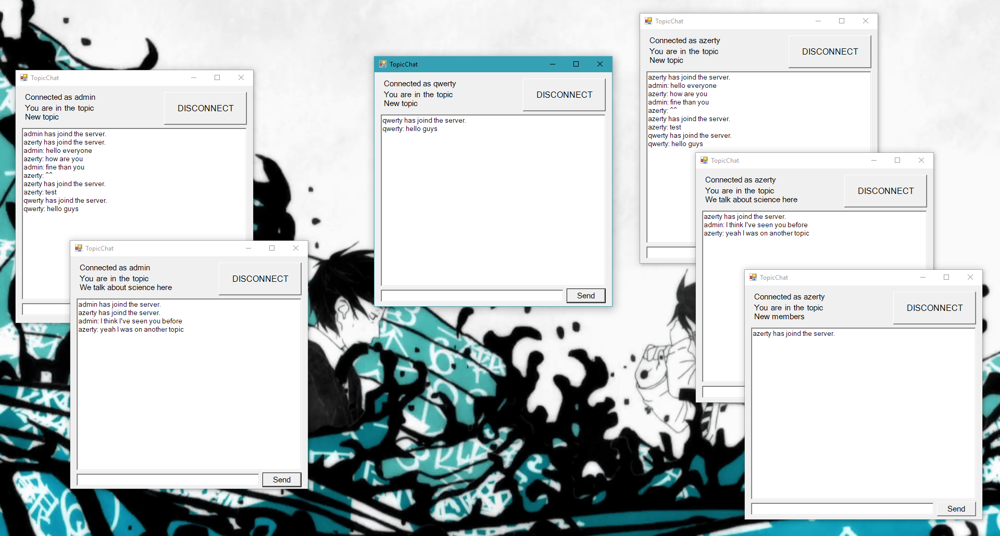 TopicChat
Connected as admin
You are in the topic
New topic
DISCONNECT
admin has joind the server.
azerty has joind the server.
admin: hello everyone
azerty: how are you
admin: fine than you
azerty: ^^
azerty has joind the server.
azerty: test
qwerty has joind the server.
qwerty: hello guys
TopicChat
Connected as admin
You are in the topic
We talk about science here
DISCONNECT
admin has joind the server.
azerty has joind the server.
admin: I think I've seen you before
azerty: yeah I was on another topic
Send
TopicChat
Connected as qwerty
You are in the topic
New topic
DISCONNECT
qwerty has joind the server.
qwerty: hello guys
Send
TopicChat
Connected as azerty
You are in the topic
New topic
DISCONNECT
azerty has joind the server.
admin: hello everyone
azerty: how are you
admin: fine than you
azerty: ^^
azerty has joind the server.
azerty: test
qwerty has joind the server.
qwerty: hello guys
TopicChat
Connected as azerty
You are in the topic
We talk about science here
DISCONNECT
azerty has joind the server.
admin: I think I've seen you before
azerty: yeah I was on another topic
TopicChat
Connected as azerty
You are in the topic
New members
DISCONNECT
azerty has joind the server.
Send